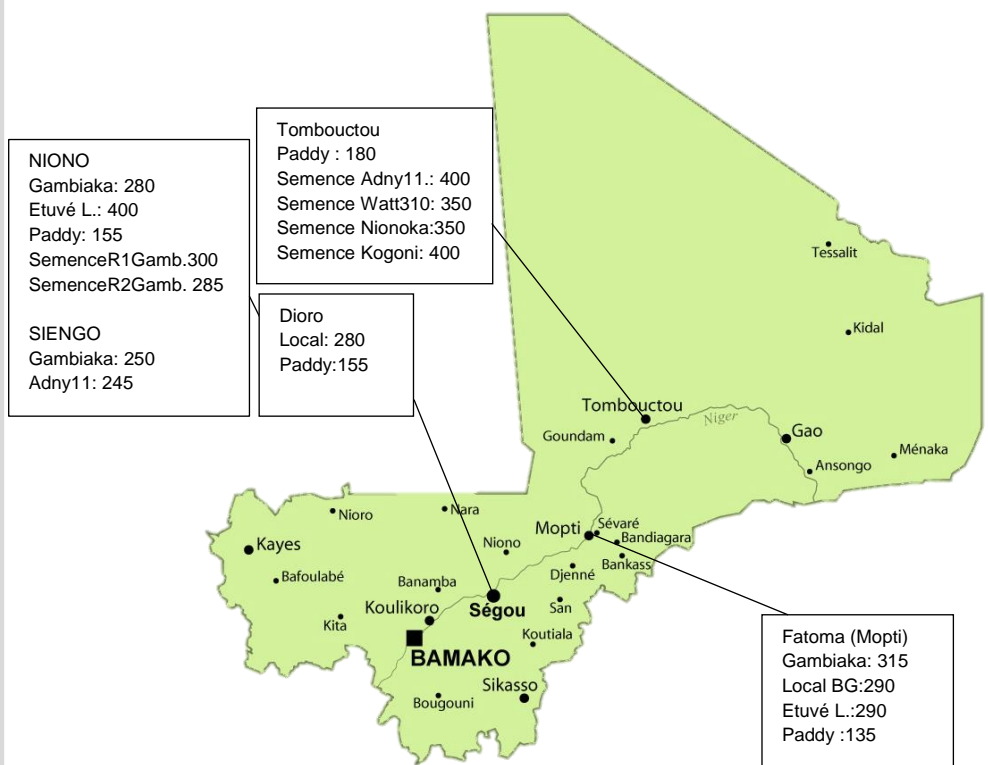 NIONO
Gambiaka: 280
Etuvé L.: 400
Paddy: 155
SemenceR1Gamb.300
SemenceR2Gamb. 285
SIENGO
Gambiaka: 250
Adny11: 245
Tombouctou
Paddy : 180
Semence Adny11.: 400
Semence Watt310: 350
Semence Nionoka:350
Semence Kogoni: 400
Dioro
Local: 280
Paddy:155
Tessalit
Kidal
Tombouctou
Niger
Goundam
Gao
Ménaka
Ansongo
Nioro
Nara
Mopti
Sévaré
Bandiagara
Kayes
Niono
Bankass
Bafoulabé
Banamba
Djenné
Koulikoro
Ségou
San
Kita
Koutiala
BAMAKO
Sikasso
Bougouni
Fatoma (Mopti)
Gambiaka: 315
Local BG:290
Etuvé L.:290
Paddy :135